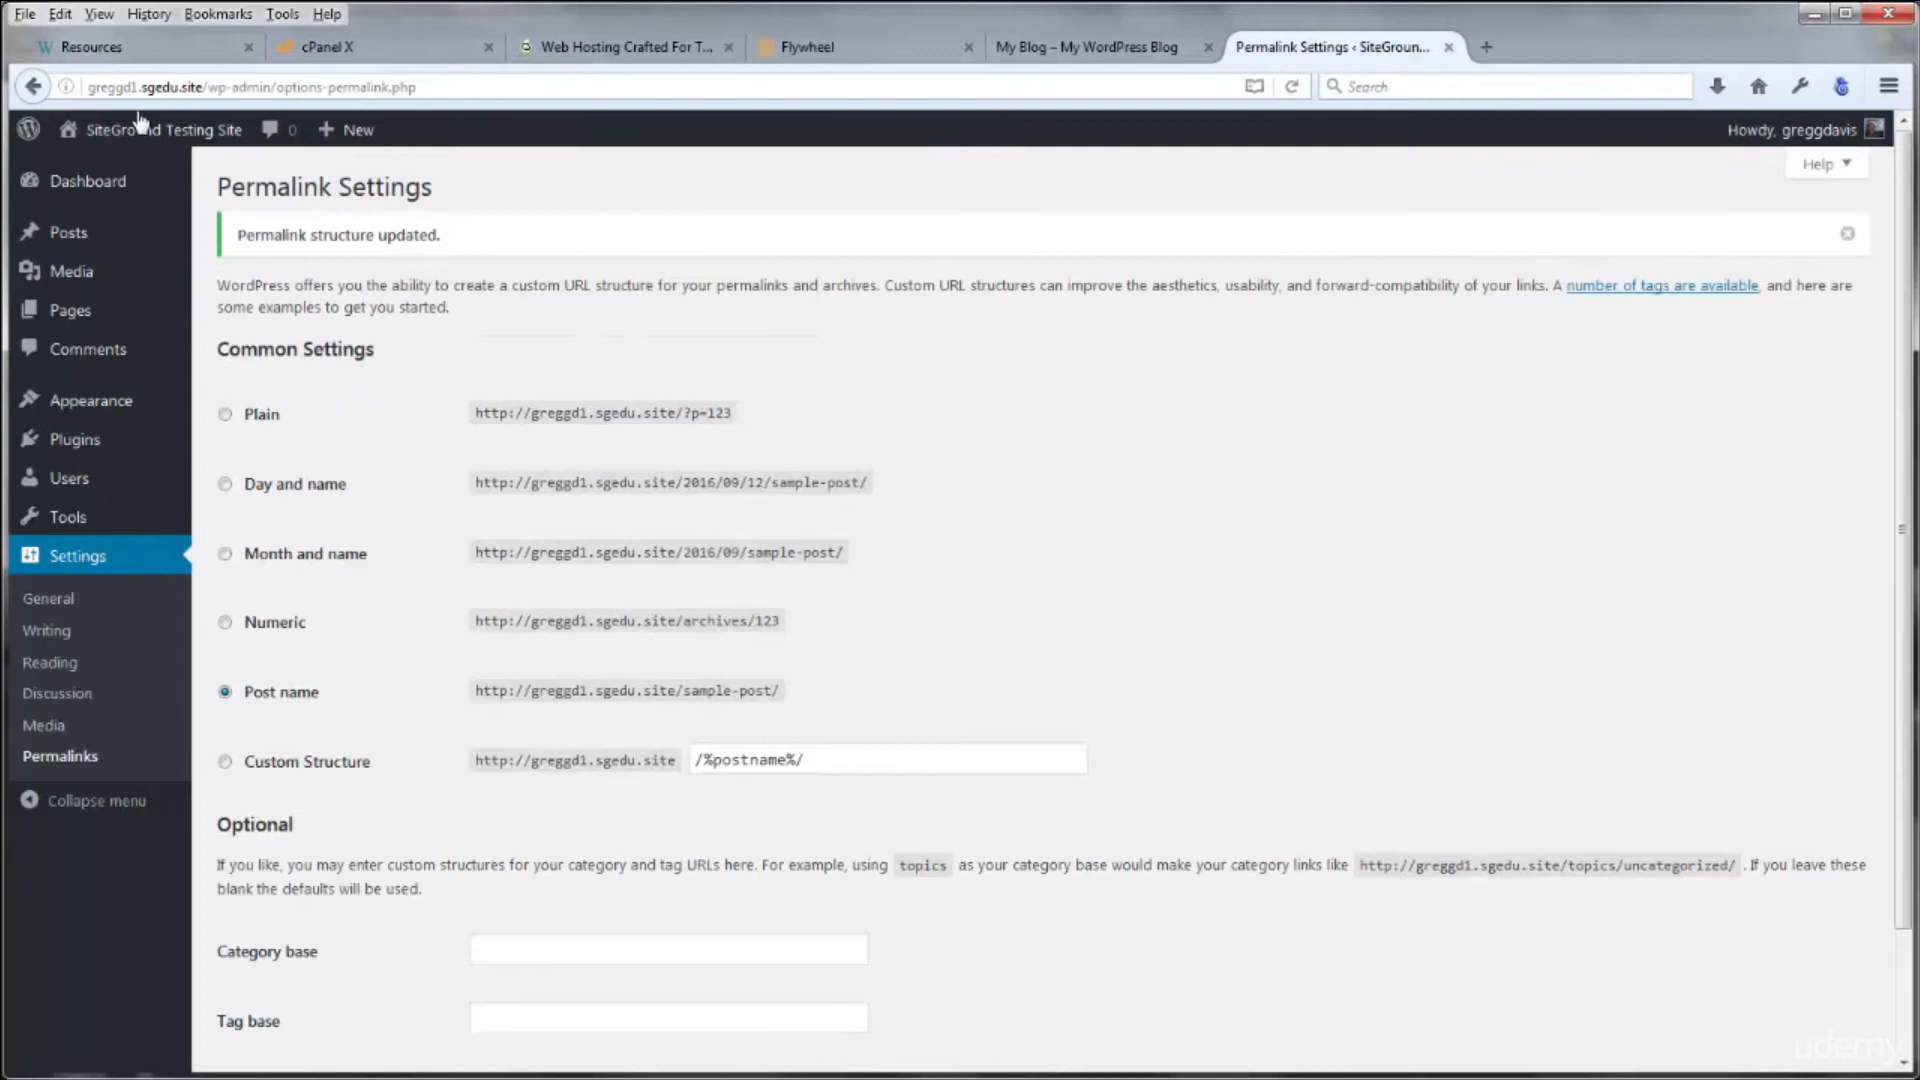 File Edit View History Bookmarks Tools Help
Resources cPanel X Web Hosting Crafted For T... Flywheel My Blog – My WordPress Blog Permalink Settings ‹ SiteGroun...
greggd1.sgedu.site/wp-admin/options-permalink.php Search
SiteGround Testing Site 0 + New Howdy, greggdavis
Help
Dashboard
Posts
Media
Pages
Comments
Appearance
Plugins
Users
Tools
Settings
General
Writing
Reading
Discussion
Media
Permalinks
Collapse menu
Permalink Settings
Permalink structure updated.
WordPress offers you the ability to create a custom URL structure for your permalinks and archives. Custom URL structures can improve the aesthetics, usability, and forward-compatibility of your links. A number of tags are available, and here are
some examples to get you started.
Common Settings
Plain http://greggd1.sgedu.site/?p=123
Day and name http://greggd1.sgedu.site/2016/09/12/sample-post/
Month and name http://greggd1.sgedu.site/2016/09/sample-post/
Numeric http://greggd1.sgedu.site/archives/123
Post name http://greggd1.sgedu.site/sample-post/
Custom Structure http://greggd1.sgedu.site /%postname%/
Optional
If you like, you may enter custom structures for your category and tag URLs here. For example, using topics as your category base would make your category links like http://greggd1.sgedu.site/topics/uncategorized/ . If you leave these
blank the defaults will be used.
Category base
Tag base
udemy